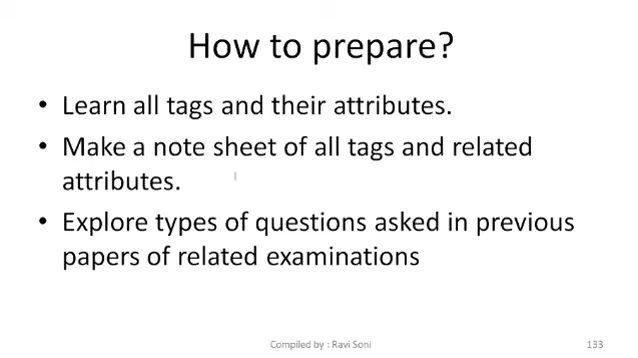 How to prepare?
• Learn all tags and their attributes.
• Make a note sheet of all tags and related
attributes.
• Explore types of questions asked in previous
papers of related examinations
Compiled by : Ravi Soni
133